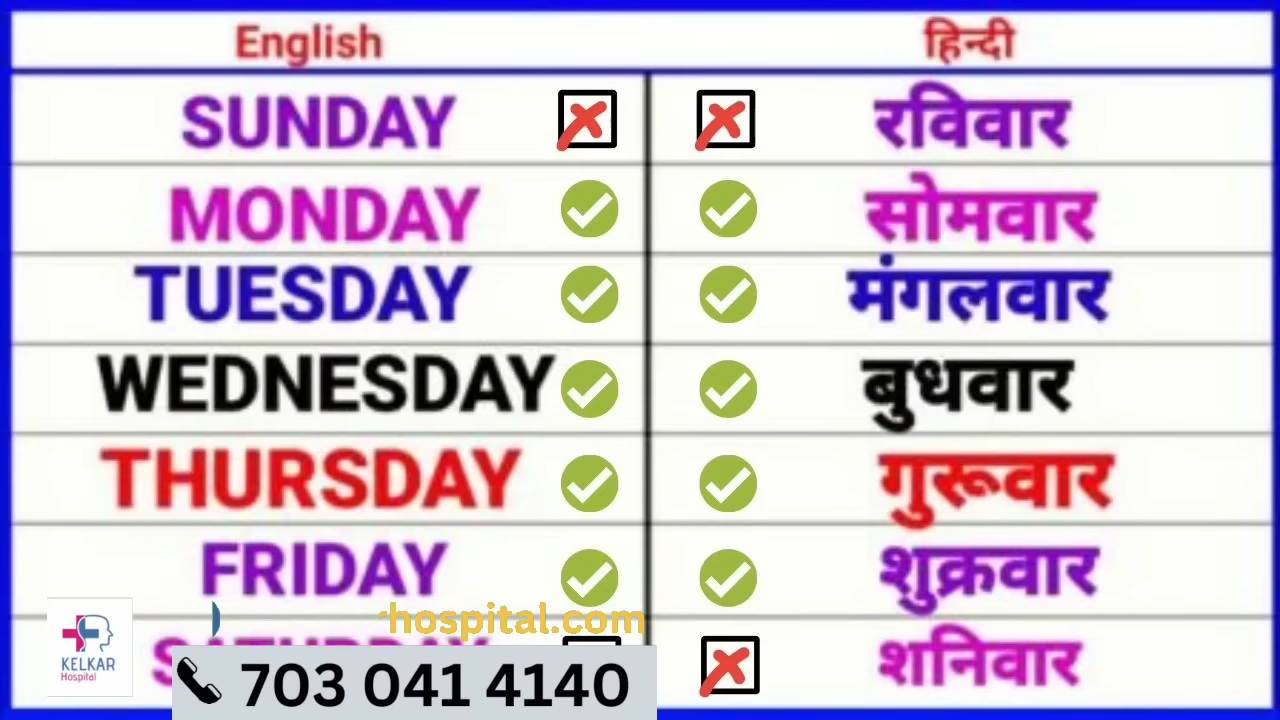 English हिन्दी
SUNDAY रविवार
MONDAY सोमवार
TUESDAY मंगलवार
WEDNESDAY बुधवार
THURSDAY गुरूवार
FRIDAY शुक्रवार
hospital.com
शनिवार
KELKAR
Hospital
703 041 4140